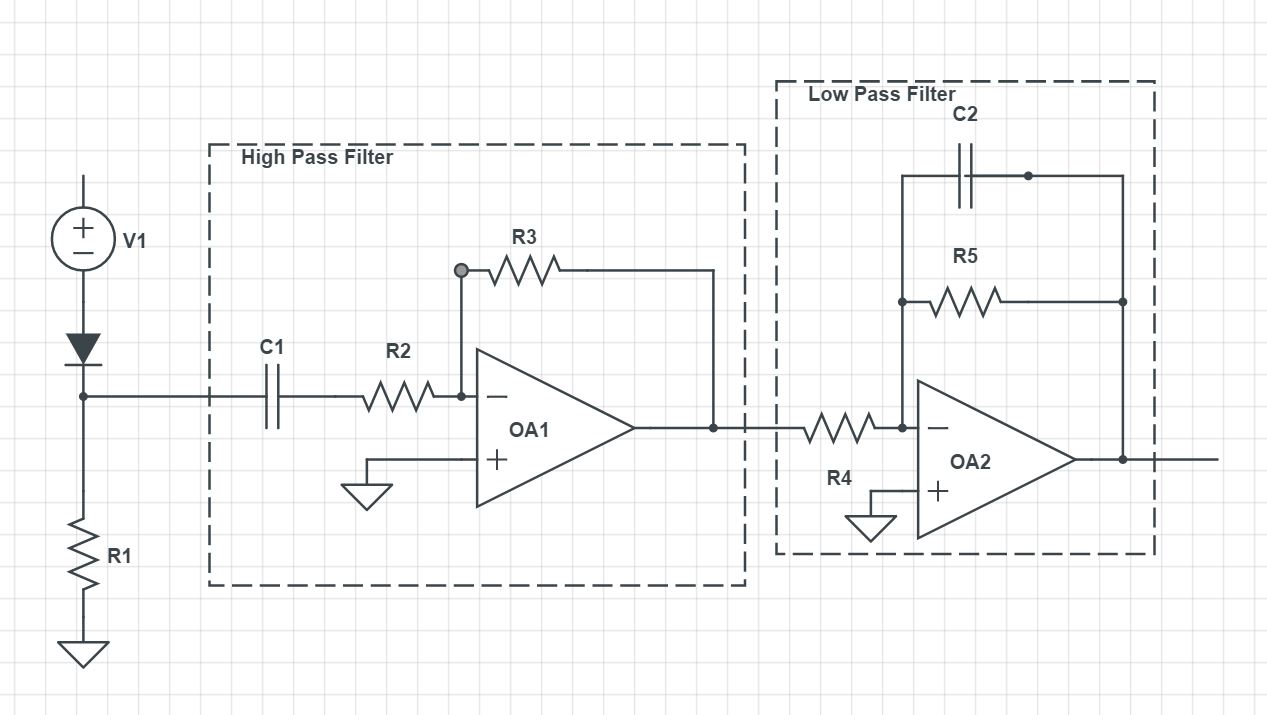 Low Pass Filter
C2
High Pass Filter
V1
R3
R5
C1
R2
OA1
OA2
R4
R1